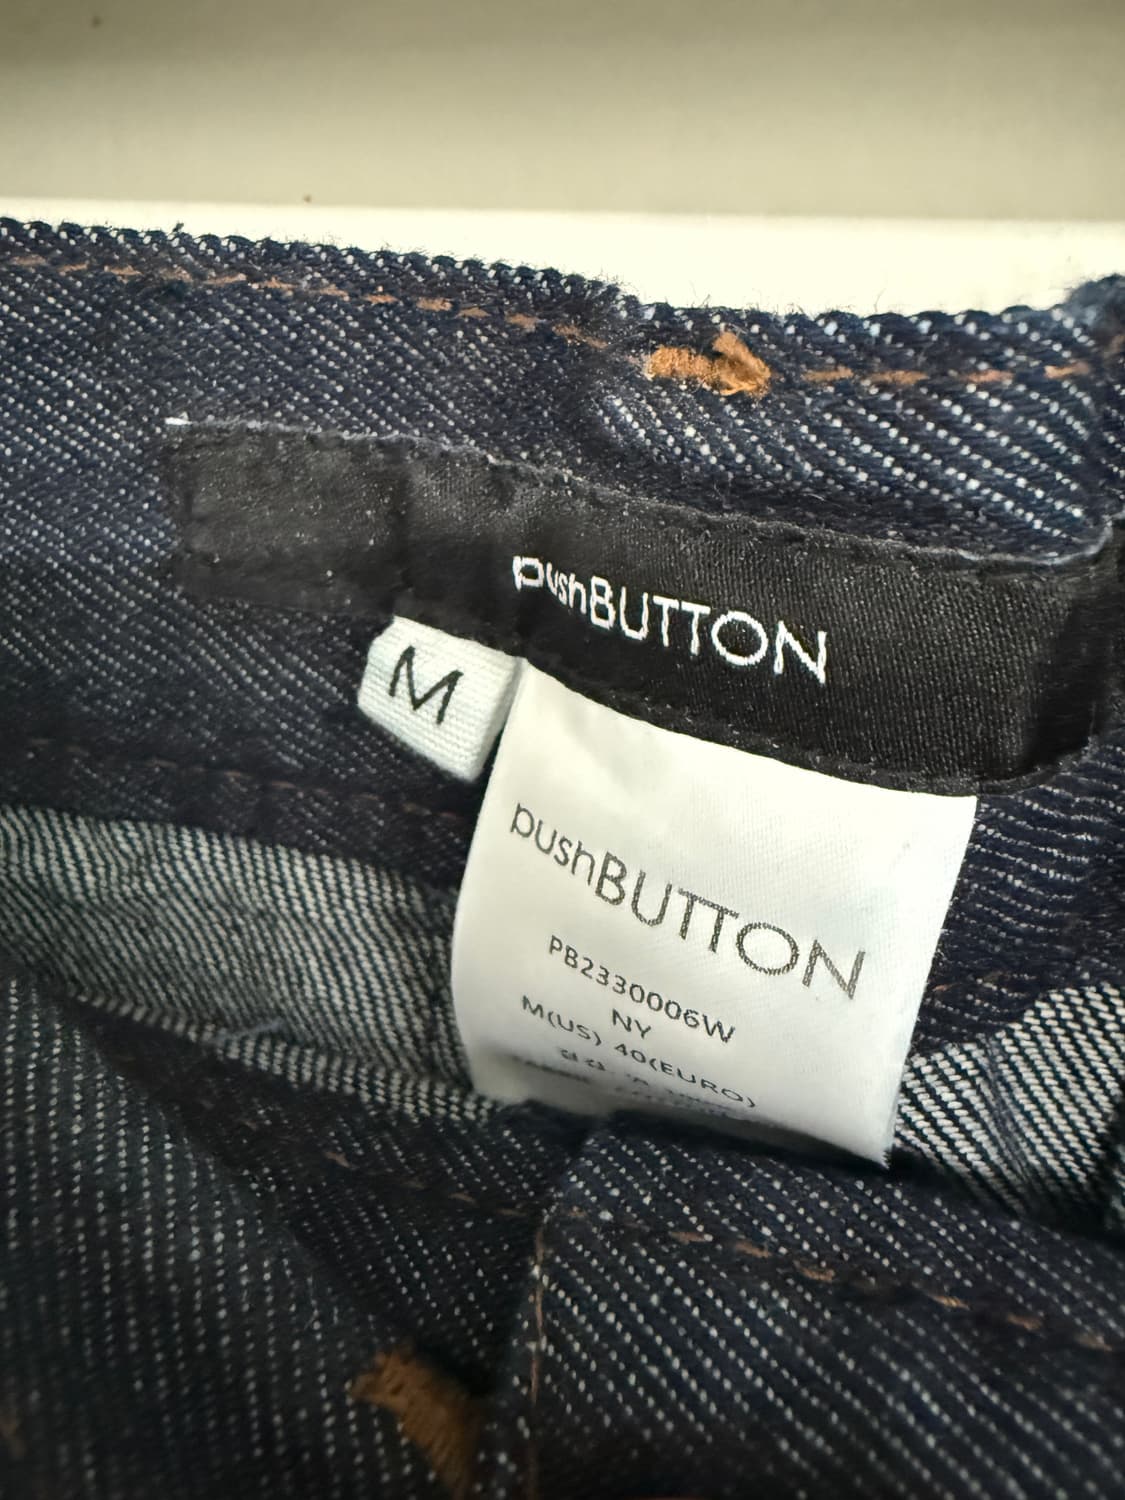 pushBUTTON
M
pushBUTTON
PB2330006W
NY
M(US) 40(EURO)